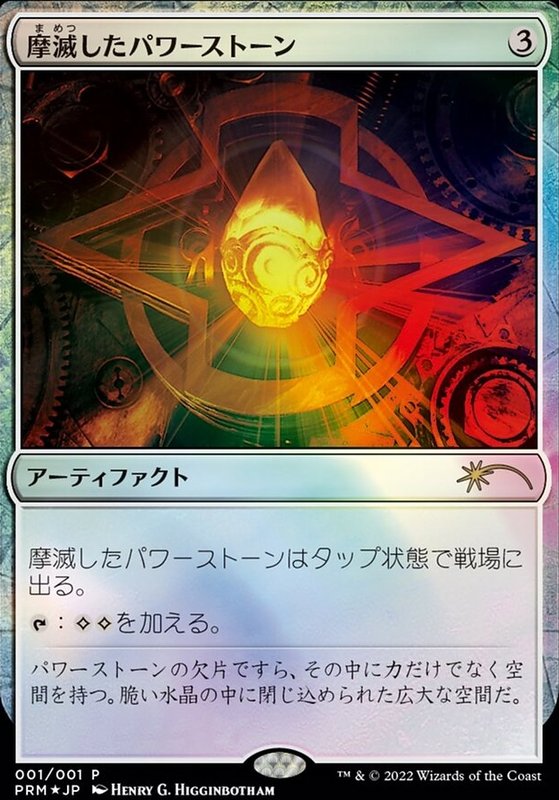 まめつ
摩滅したパワーストーン 3
アーティファクト
摩滅したパワーストーンはタップ状態で戦場に
出る。
:◇◇を加える。
パワーストーンの欠片ですら、その中に力だけでなく空
間を持つ。脆い水晶の中に閉じ込められた広大な空間だ。
001/001 P
PRM★JP HENRY G. HIGGINBOTHAM
™ & © 2022 Wizards of the Coast